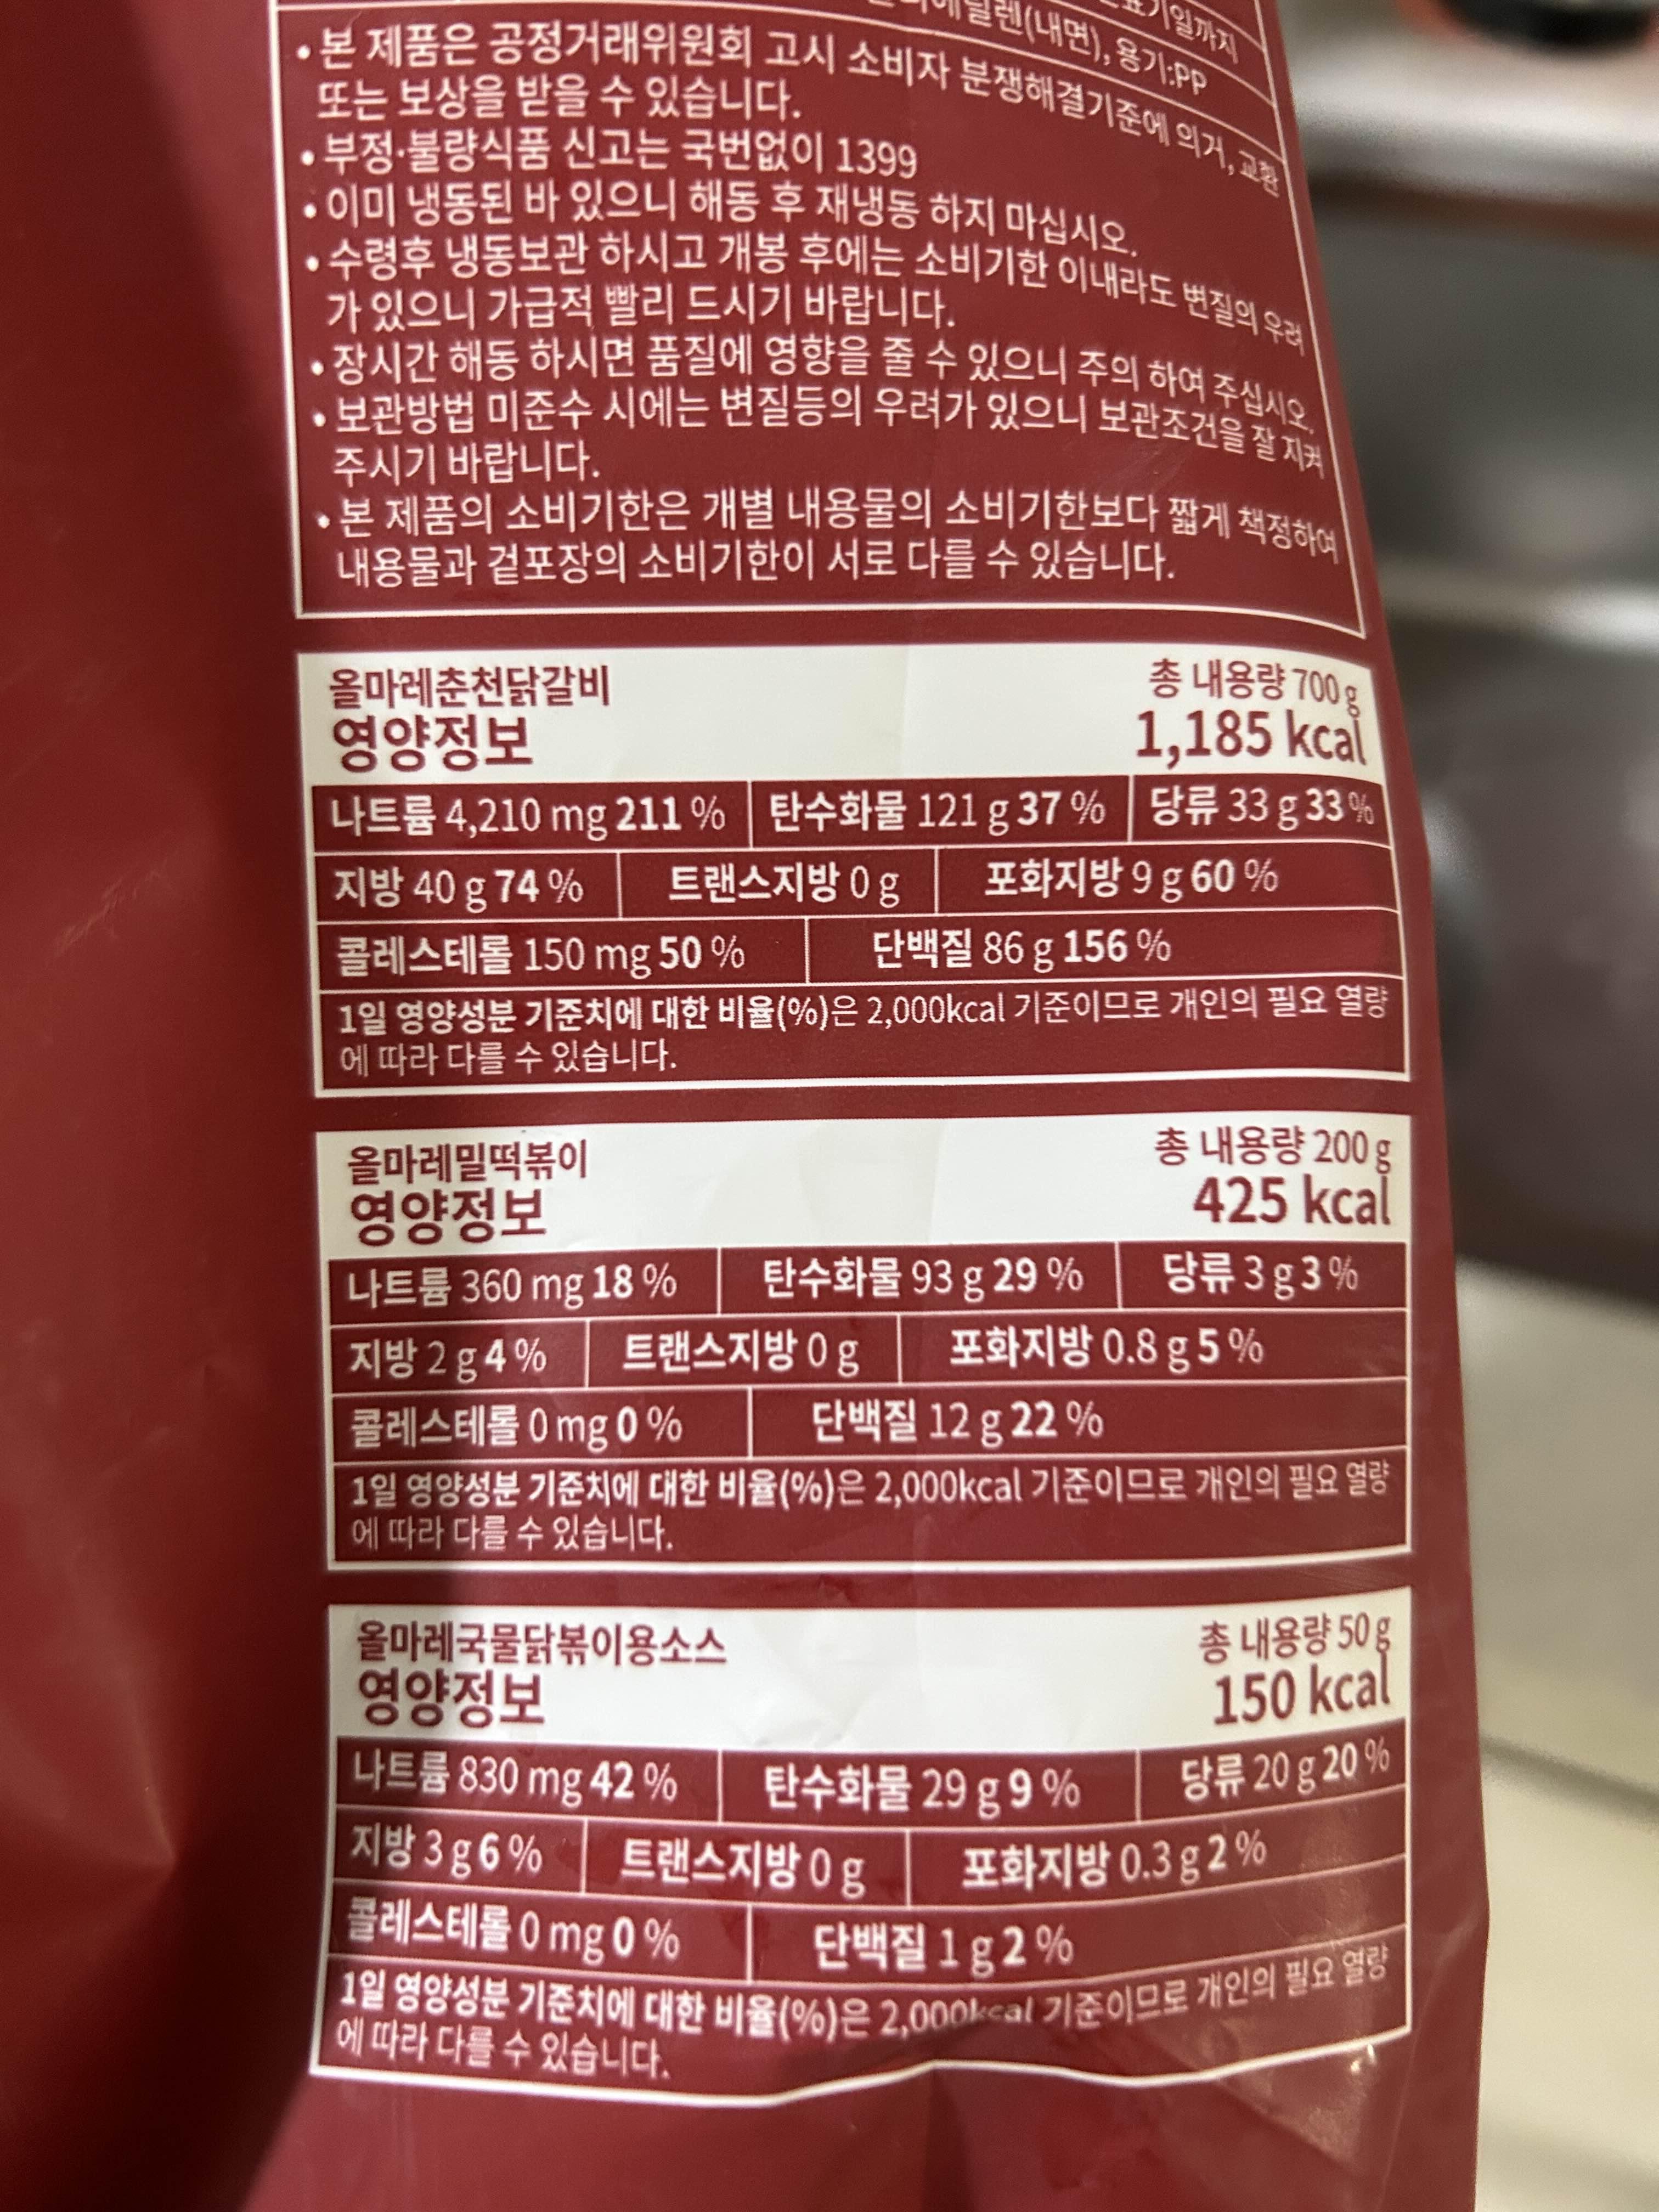 표기일까지
(내면), 용기:PP
• 본 제품은 공정거래위원회 고시 소비자 분쟁해결기준에 의거, 교환
또는 보상을 받을 수 있습니다.
• 부정·불량식품 신고는 국번없이 1399
• 이미 냉동된 바 있으니 해동 후 재냉동 하지 마십시오.
• 수령후 냉동보관 하시고 개봉 후에는 소비기한 이내라도 변질의 우려
가 있으니 가급적 빨리 드시기 바랍니다.
• 장시간 해동 하시면 품질에 영향을 줄 수 있으니 주의 하여 주십시오.
• 보관방법 미준수 시에는 변질등의 우려가 있으니 보관조건을 잘 지켜
주시기 바랍니다.
• 본 제품의 소비기한은 개별 내용물의 소비기한보다 짧게 책정하여
내용물과 겉포장의 소비기한이 서로 다를 수 있습니다.
올마레춘천닭갈비 총 내용량 700 g
영양정보 1,185 kcal
나트륨 4,210 mg 211 % 탄수화물 121 g 37 % 당류 33 g 33 %
지방 40 g 74 % 트랜스지방 0 g 포화지방 9 g 60 %
콜레스테롤 150 mg 50 % 단백질 86 g 156 %
1일 영양성분 기준치에 대한 비율(%)은 2,000kcal 기준이므로 개인의 필요 열량
에 따라 다를 수 있습니다.
올마레밀떡볶이 총 내용량 200 g
영양정보 425 kcal
나트륨 360 mg 18 % 탄수화물 93 g 29 % 당류 3 g 3 %
지방 2 g 4 % 트랜스지방 0 g 포화지방 0.8 g 5 %
콜레스테롤 0 mg 0 % 단백질 12 g 22 %
1일 영양성분 기준치에 대한 비율(%)은 2,000kcal 기준이므로 개인의 필요 열량
에 따라 다를 수 있습니다.
올마레국물닭볶이용소스 총 내용량 50 g
영양정보 150 kcal
나트륨 830 mg 42 % 탄수화물 29 g 9 % 당류 20 g 20 %
지방 3 g 6 % 트랜스지방 0 g 포화지방 0.3 g 2 %
콜레스테롤 0 mg 0 % 단백질 1 g 2 %
1일 영양성분 기준치에 대한 비율(%)은 2,000kcal 기준이므로 개인의 필요 열량
에 따라 다를 수 있습니다.